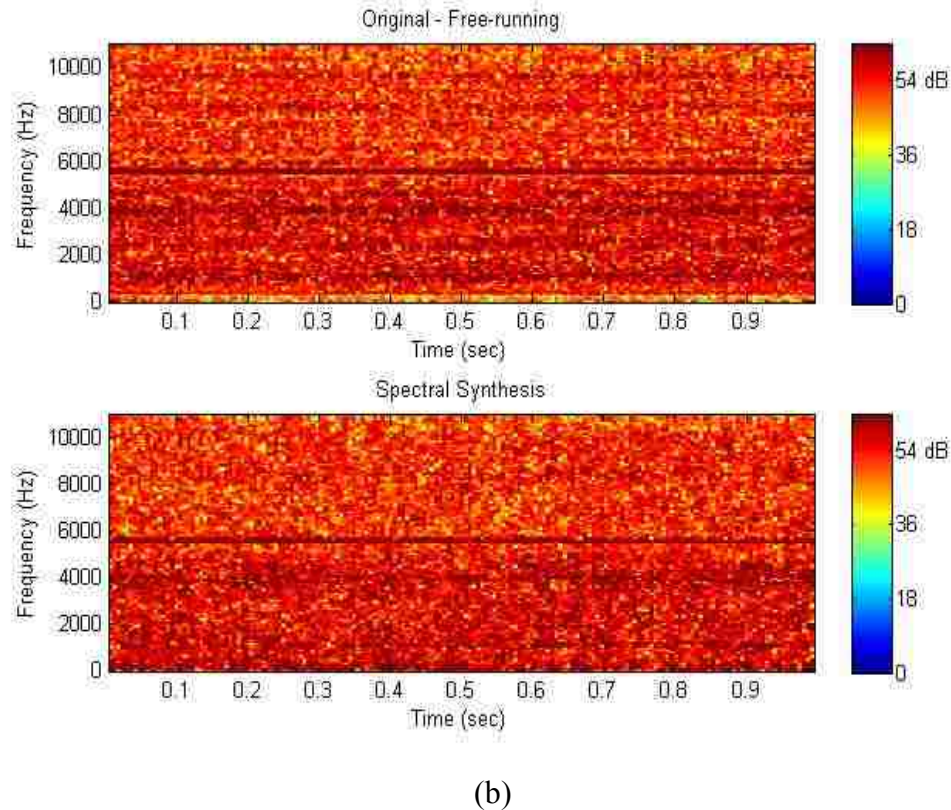 Original - Free-running
10000
8000
6000
4000
2000
0
Frequency (Hz)
0.1 0.2 0.3 0.4 0.5 0.6 0.7 0.8 0.9
Time (sec)
54 dB
36
18
0
Spectral Synthesis
10000
8000
6000
4000
2000
0
Frequency (Hz)
0.1 0.2 0.3 0.4 0.5 0.6 0.7 0.8 0.9
Time (sec)
54 dB
36
18
0
(b)